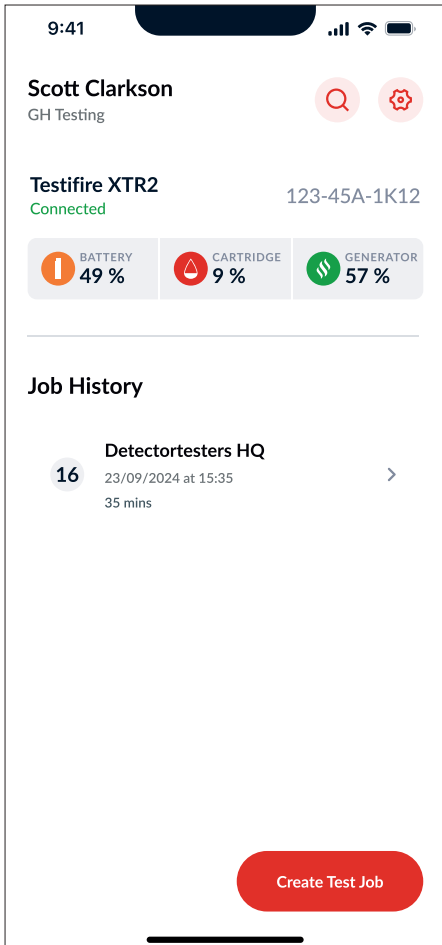 9:41
Scott Clarkson
GH Testing
Testifire XTR2
123-45A-1K12
Connected
BATTERY
49 %
CARTRIDGE
9 %
GENERATOR
57 %
Job History
16
Detectortesters HQ
23/09/2024 at 15:35
35 mins
Create Test Job